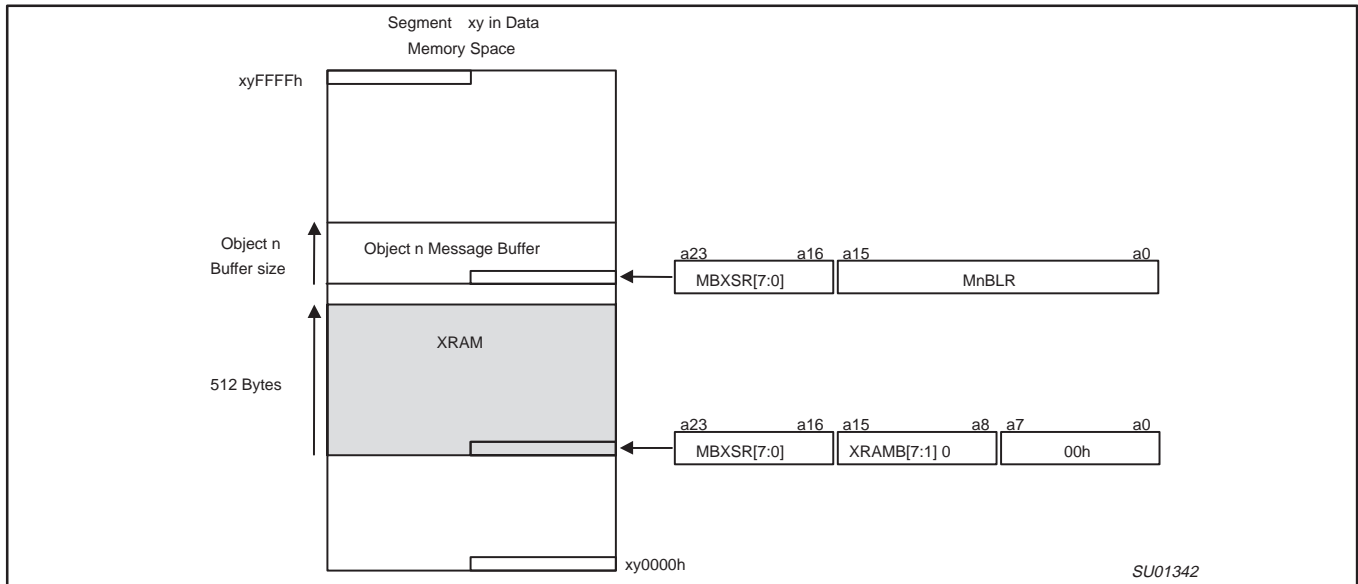 Segment xy in Data
Memory Space
xyFFFFh
Object n
Buffer size
Object n Message Buffer
a23 a16 a15 a0
MBXSR[7:0] MnBLR
XRAM
512 Bytes
a23 a16 a15 a8 a7 a0
MBXSR[7:0] XRAMB[7:1] 0 00h
xy0000h
SU01342